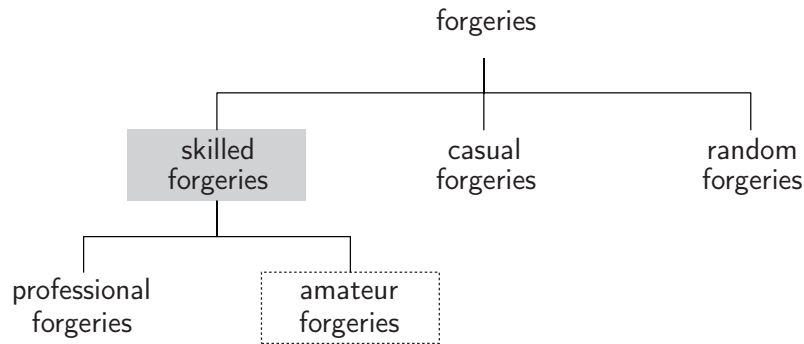 forgeries
skilled
forgeries
casual
forgeries
random
forgeries
professional
forgeries
amateur
forgeries